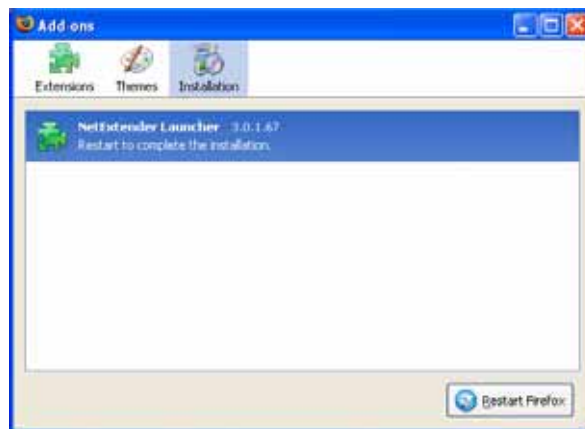 Add-ons
Extensions Themes Installation
NetExtender Launcher 3.0.1.67
Restart to complete the installation.
Restart Firefox